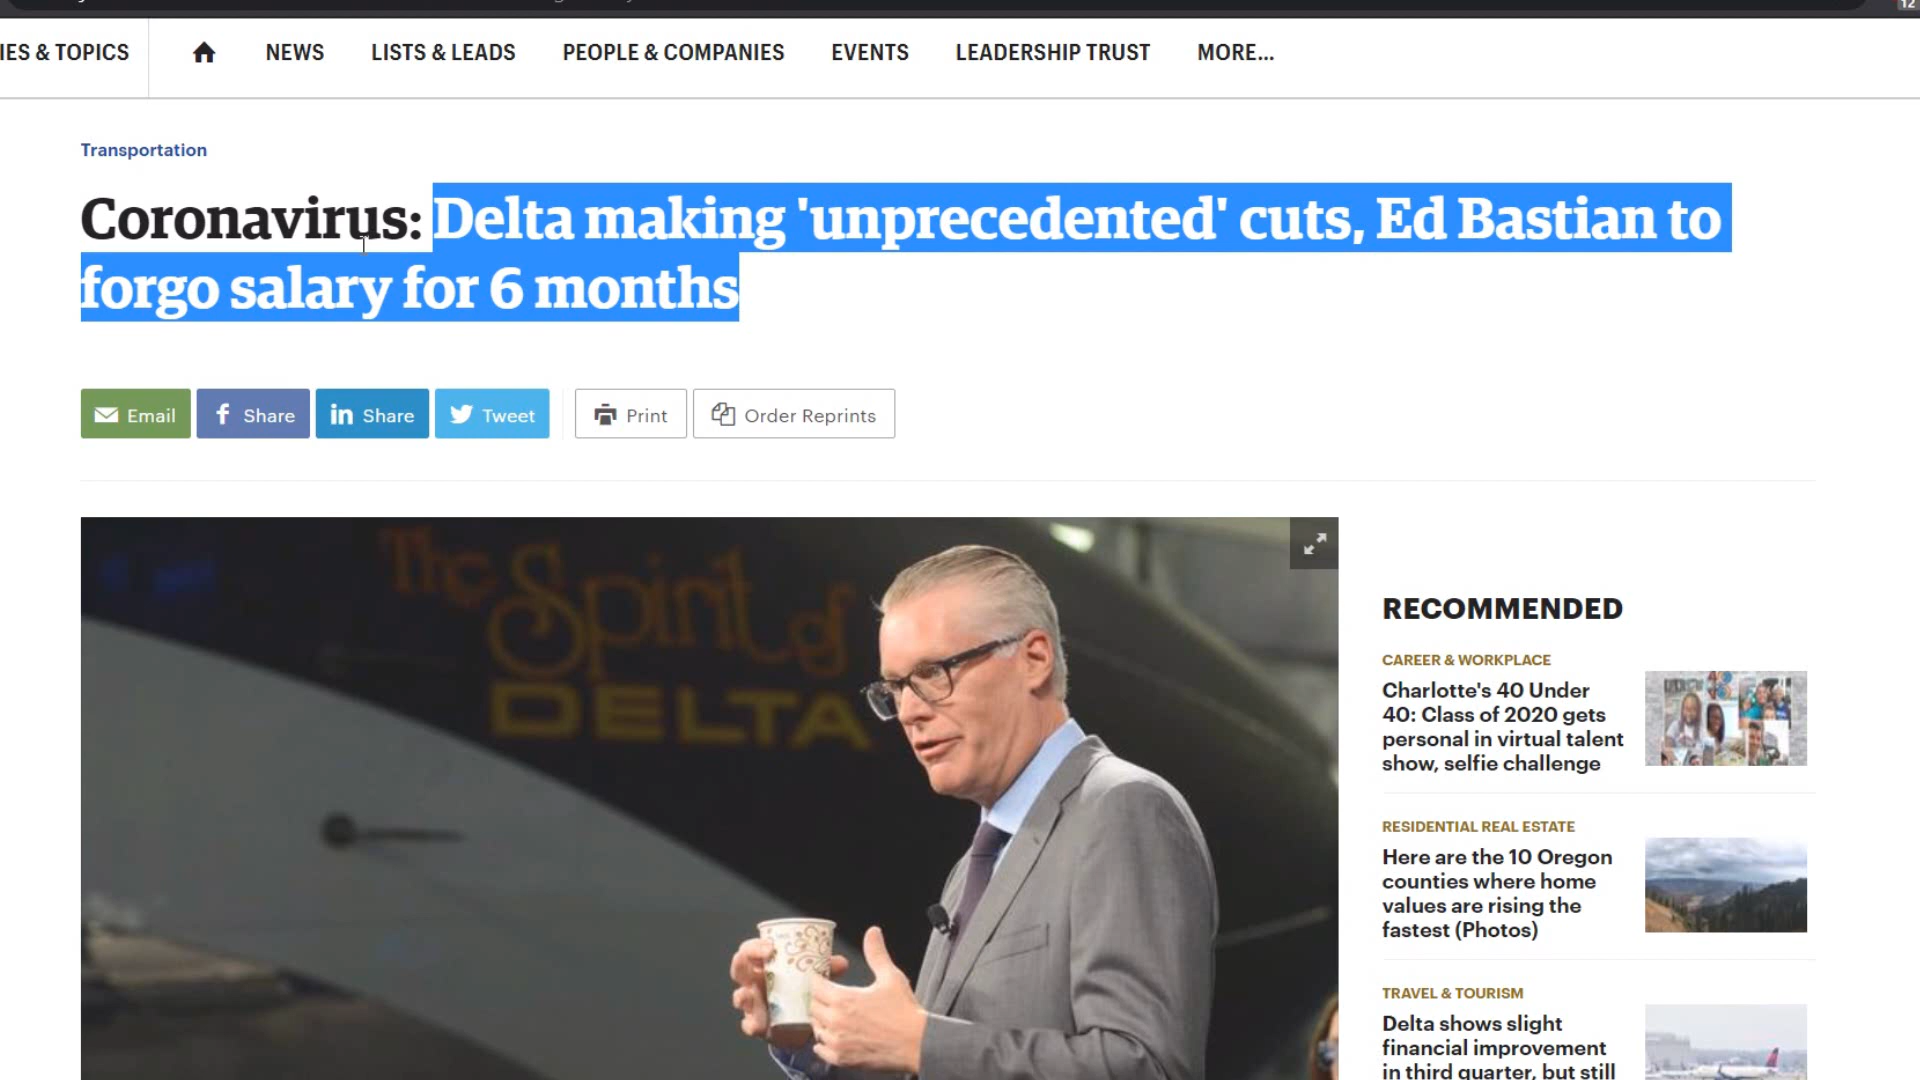 12
IES & TOPICS
NEWS
LISTS & LEADS
PEOPLE & COMPANIES
EVENTS
LEADERSHIP TRUST
MORE...
Transportation
Coronavirus: Delta making 'unprecedented' cuts, Ed Bastian to
forgo salary for 6 months
Email
Share
Share
Tweet
Print
Order Reprints
The Spirit of
DELTA
RECOMMENDED
CAREER & WORKPLACE
Charlotte's 40 Under
40: Class of 2020 gets
personal in virtual talent
show, selfie challenge
RESIDENTIAL REAL ESTATE
Here are the 10 Oregon
counties where home
values are rising the
fastest (Photos)
TRAVEL & TOURISM
Delta shows slight
financial improvement
in third quarter, but still